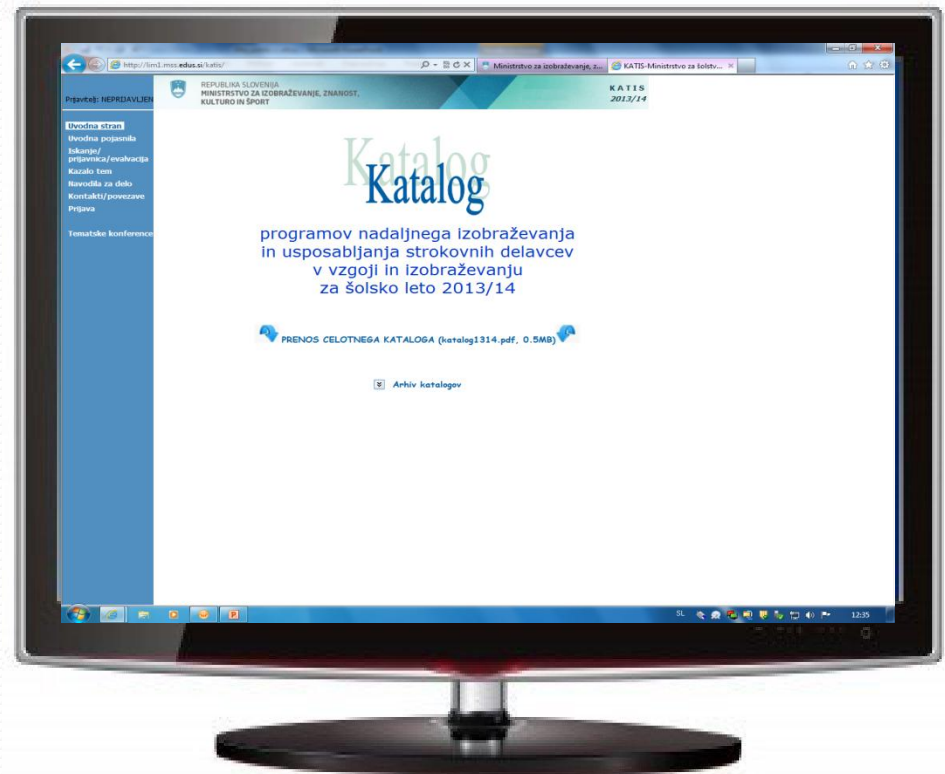 http://lim1.mss.edus.si/katis/
Ministrstvo za izobraževanje, z...
KATIS-Ministrstvo za šolstv...
Prijavitelj: NEPRIJAVLJEN
REPUBLIKA SLOVENIJA
MINISTRSTVO ZA IZOBRAŽEVANJE, ZNANOST,
KULTURO IN ŠPORT
KATIS
2013/14
Uvodna stran
Uvodna pojasnila
Iskanje/
prijavnica/evalvacija
Kazalo tem
Navodila za delo
Kontakti/povezave
Prijava
Tematske konference
Katalog
Katalog
programov nadaljnega izobraževanja
in usposabljanja strokovnih delavcev
v vzgoji in izobraževanju
za šolsko leto 2013/14
PRENOS CELOTNEGA KATALOGA (katalog1314.pdf, 0.5MB)
Arhiv katalogov
SL
12:35